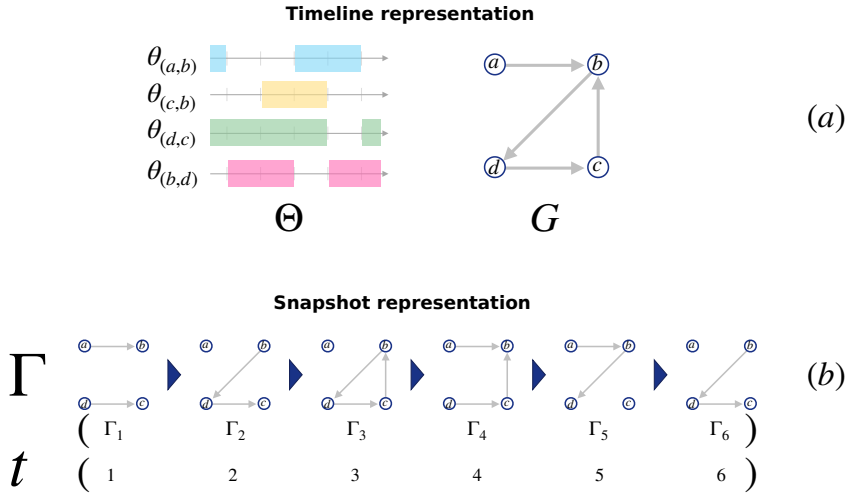 Timeline representation
θ(a,b)
θ(c,b)
θ(d,c)
θ(b,d)
Θ
a b
d c
G
(a)
Snapshot representation
Γ
a b a b a b a b a b a b
d c d c d c d c d c d c
(b)
( Γ1 Γ2 Γ3 Γ4 Γ5 Γ6 )
t ( 1 2 3 4 5 6 )